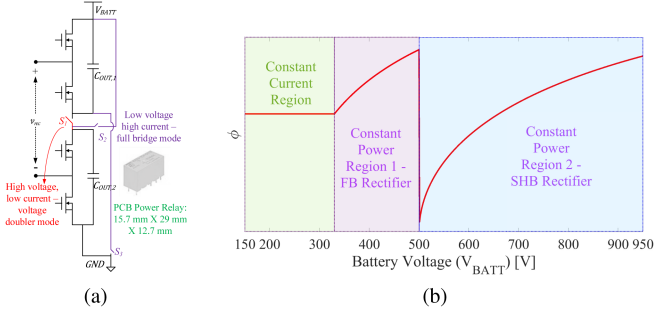 V_BATT
C_OUT,1
+
v_ac
-
S_1
S_2
Low voltage
high current –
full bridge mode
C_OUT,2
High voltage,
low current –
voltage
doubler mode
PCB Power Relay:
15.7 mm X 29 mm
X 12.7 mm
GND
(a)
ϕ
Constant
Current
Region
Constant
Power
Region 1 -
FB Rectifier
Constant
Power
Region 2 -
SHB Rectifier
150 200 300 400 500 600 700 800 900 950
Battery Voltage (V_BATT) [V]
(b)